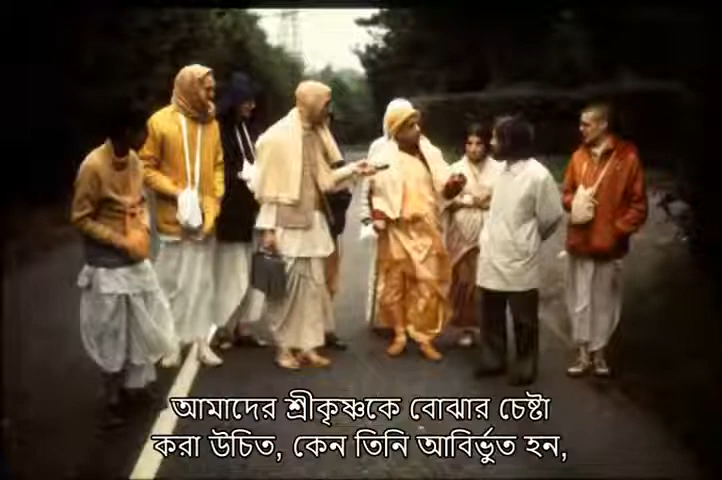 আমাদের শ্রীকৃষ্ণকে বোঝার চেষ্টা
করা উচিত, কেন তিনি আবির্ভুত হন,